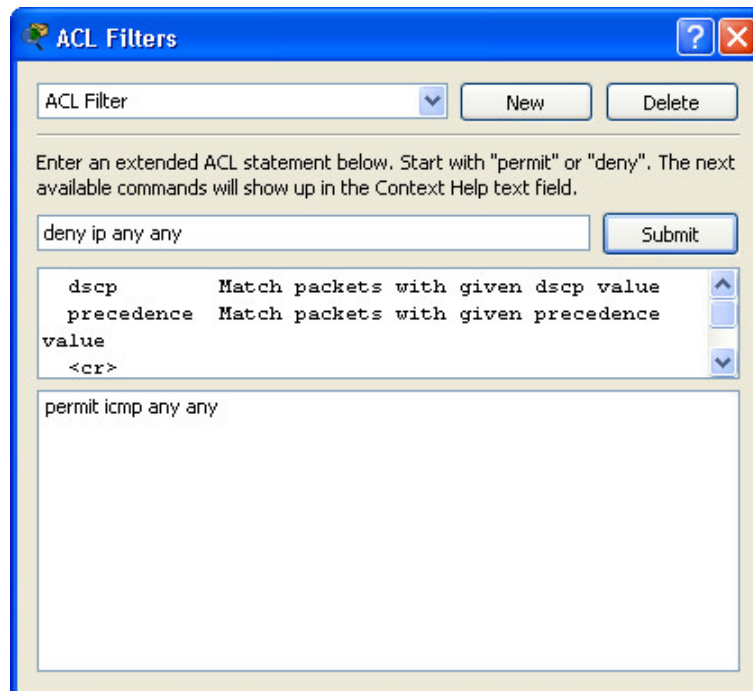 ACL Filters
ACL Filter
New
Delete
Enter an extended ACL statement below. Start with "permit" or "deny". The next
available commands will show up in the Context Help text field.
deny ip any any
Submit
dscp Match packets with given dscp value
precedence Match packets with given precedence
value
<cr>
permit icmp any any